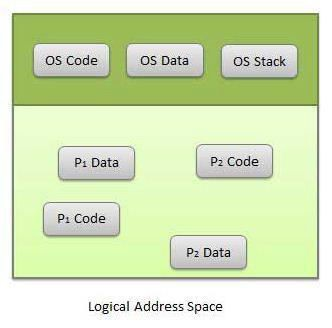 OS Code
OS Data
OS Stack
P₁ Data
P₂ Code
P₁ Code
P₂ Data
Logical Address Space